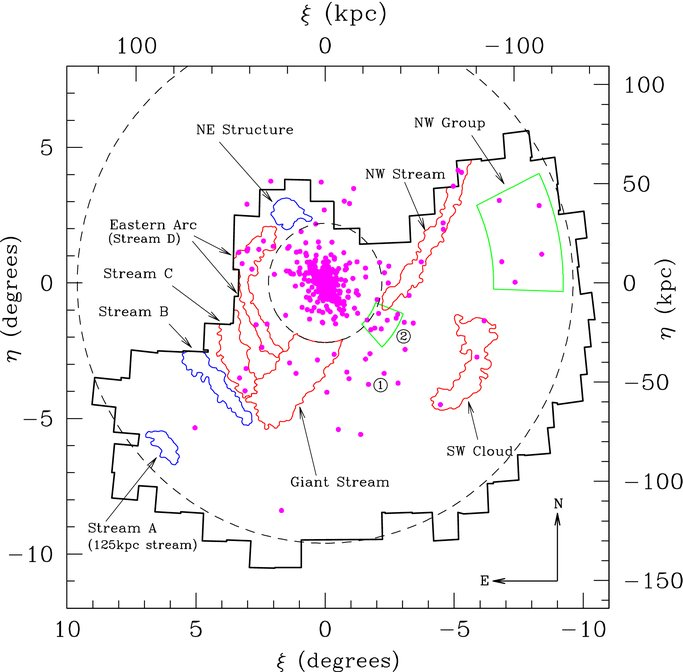 ξ (kpc)
100 0 −100
NW Group
100
NE Structure
5
NW Stream
50
Eastern Arc
(Stream D)
Stream C
0
0
η (degrees)
η (kpc)
Stream B
②
①
−50
−5
SW Cloud
Giant Stream
−100
N
Stream A
(125kpc stream)
−10
E
−150
10 5 0 −5 −10
ξ (degrees)